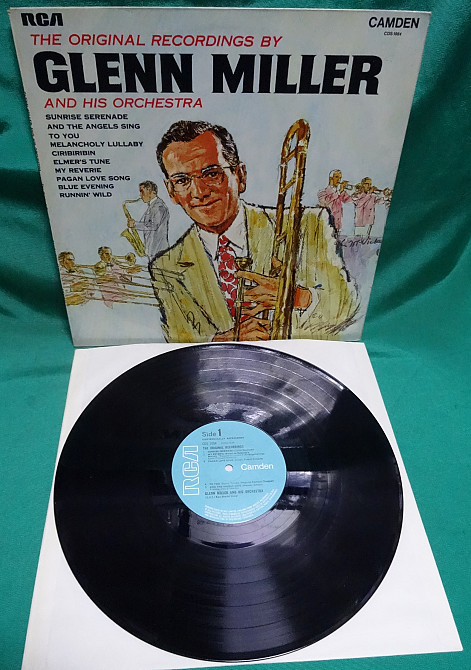 RCA
CAMDEN
THE ORIGINAL RECORDINGS BY
GLENN MILLER
AND HIS ORCHESTRA
SUNRISE SERENADE
AND THE ANGELS SING
TO YOU
MELANCHOLY LULLABY
CIRIBIRIBIN
ELMER'S TUNE
MY REVERIE
PAGAN LOVE SONG
BLUE EVENING
RUNNIN' WILD
Side 1
RCA
Camden
THE ORIGINAL RECORDINGS
GLENN MILLER AND HIS ORCHESTRA